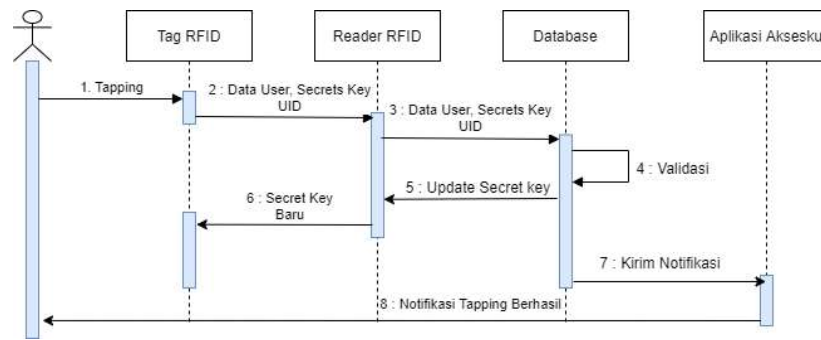 Tag RFID
Reader RFID
Database
Aplikasi Aksesku
1. Tapping
2 : Data User, Secrets Key
UID
3 : Data User, Secrets Key
UID
4 : Validasi
5 : Update Secret key
6 : Secret Key
Baru
7 : Kirim Notifikasi
8 : Notifikasi Tapping Berhasil